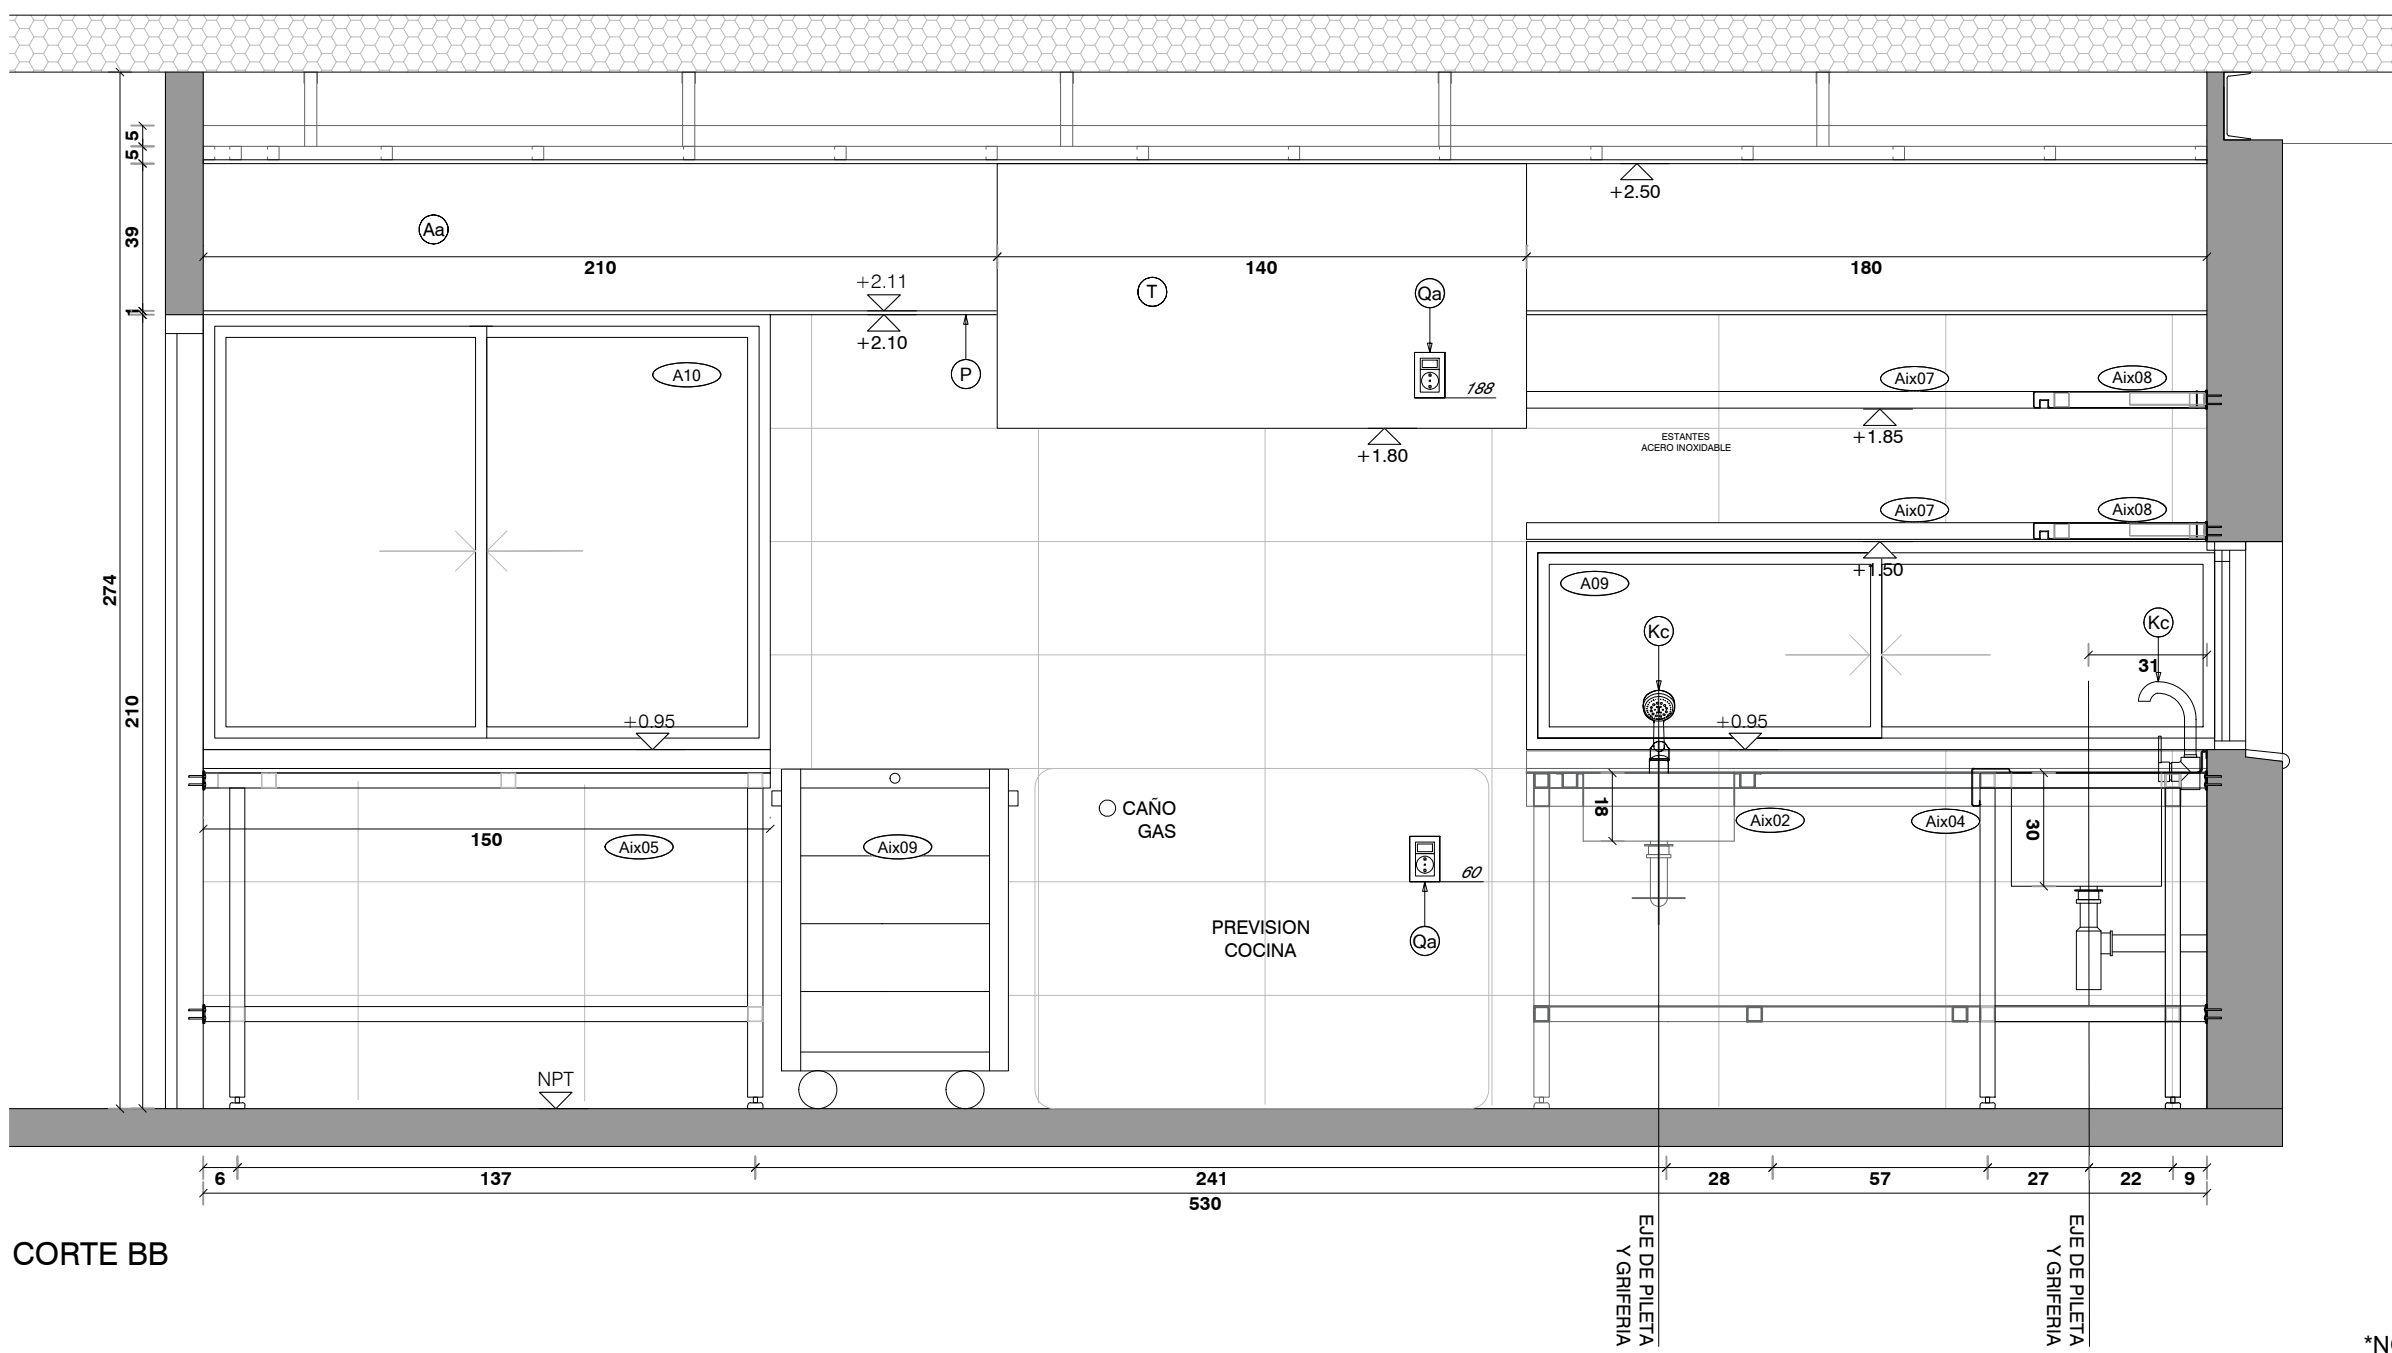 5
5
+2.50
Aa
39
210
140
180
+2.11
T
Qa
1
+2.10
P
A10
188
Aix07
Aix08
+1.85
ESTANTES
ACERO INOXIDABLE
+1.80
Aix07
Aix08
274
+1.50
A09
Kc
Kc
31
210
+0.95
+0.95
CAÑO
GAS
18
Aix02
Aix04
30
150
Aix05
Aix09
60
PREVISION
COCINA
Qa
NPT
6
137
241
28
57
27
22
9
530
CORTE BB
EJE DE PILETA
Y GRIFERIA
EJE DE PILETA
Y GRIFERIA